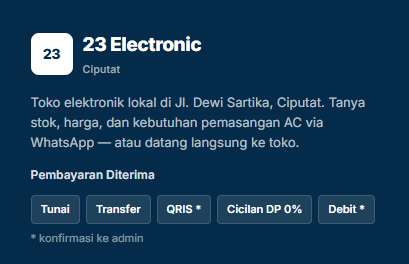 23
23 Electronic
Ciputat
Toko elektronik lokal di Jl. Dewi Sartika, Ciputat. Tanya
stok, harga, dan kebutuhan pemasangan AC via
WhatsApp — atau datang langsung ke toko.
Pembayaran Diterima
Tunai Transfer QRIS * Cicilan DP 0% Debit *
* konfirmasi ke admin